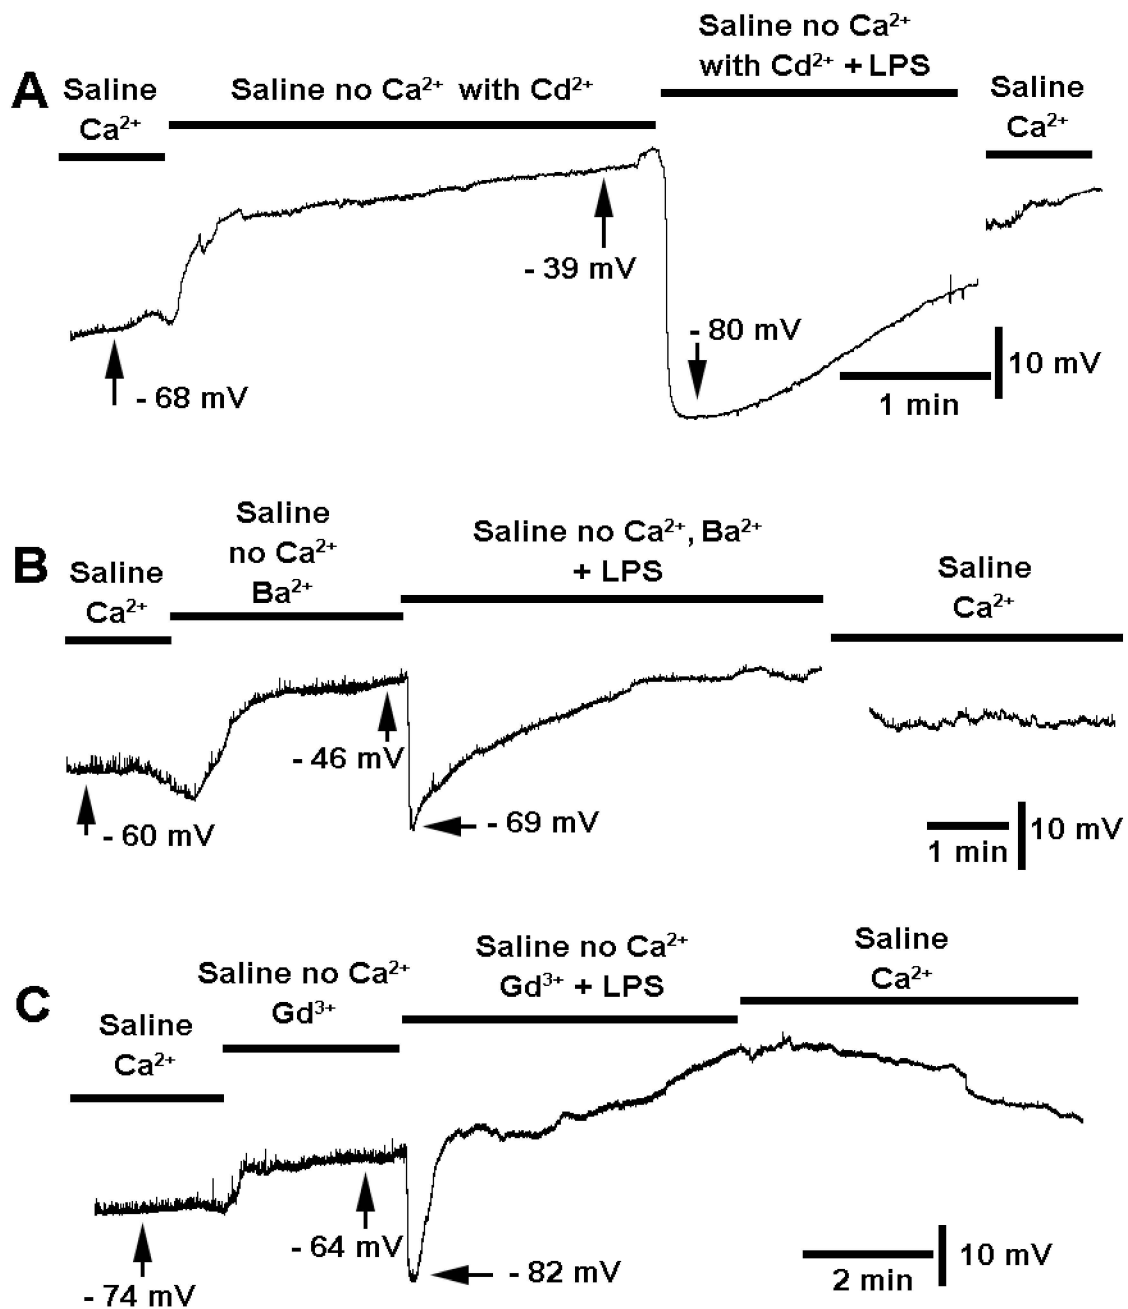 A
Saline
Ca²⁺
Saline no Ca²⁺ with Cd²⁺
Saline no Ca²⁺
with Cd²⁺ + LPS
Saline
Ca²⁺
- 68 mV
- 39 mV
- 80 mV
10 mV
1 min
B
Saline
Ca²⁺
Saline
no Ca²⁺
Ba²⁺
Saline no Ca²⁺, Ba²⁺
+ LPS
Saline
Ca²⁺
- 60 mV
- 46 mV
- 69 mV
10 mV
1 min
C
Saline
Ca²⁺
Saline no Ca²⁺
Gd³⁺
Saline no Ca²⁺
Gd³⁺ + LPS
Saline
Ca²⁺
- 74 mV
- 64 mV
- 82 mV
10 mV
2 min